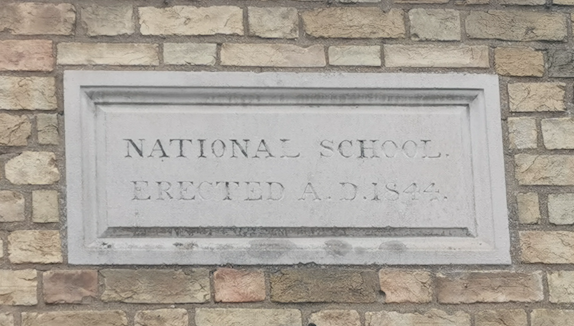 NATIONAL SCHOOL.
ERECTED A.D.1844.